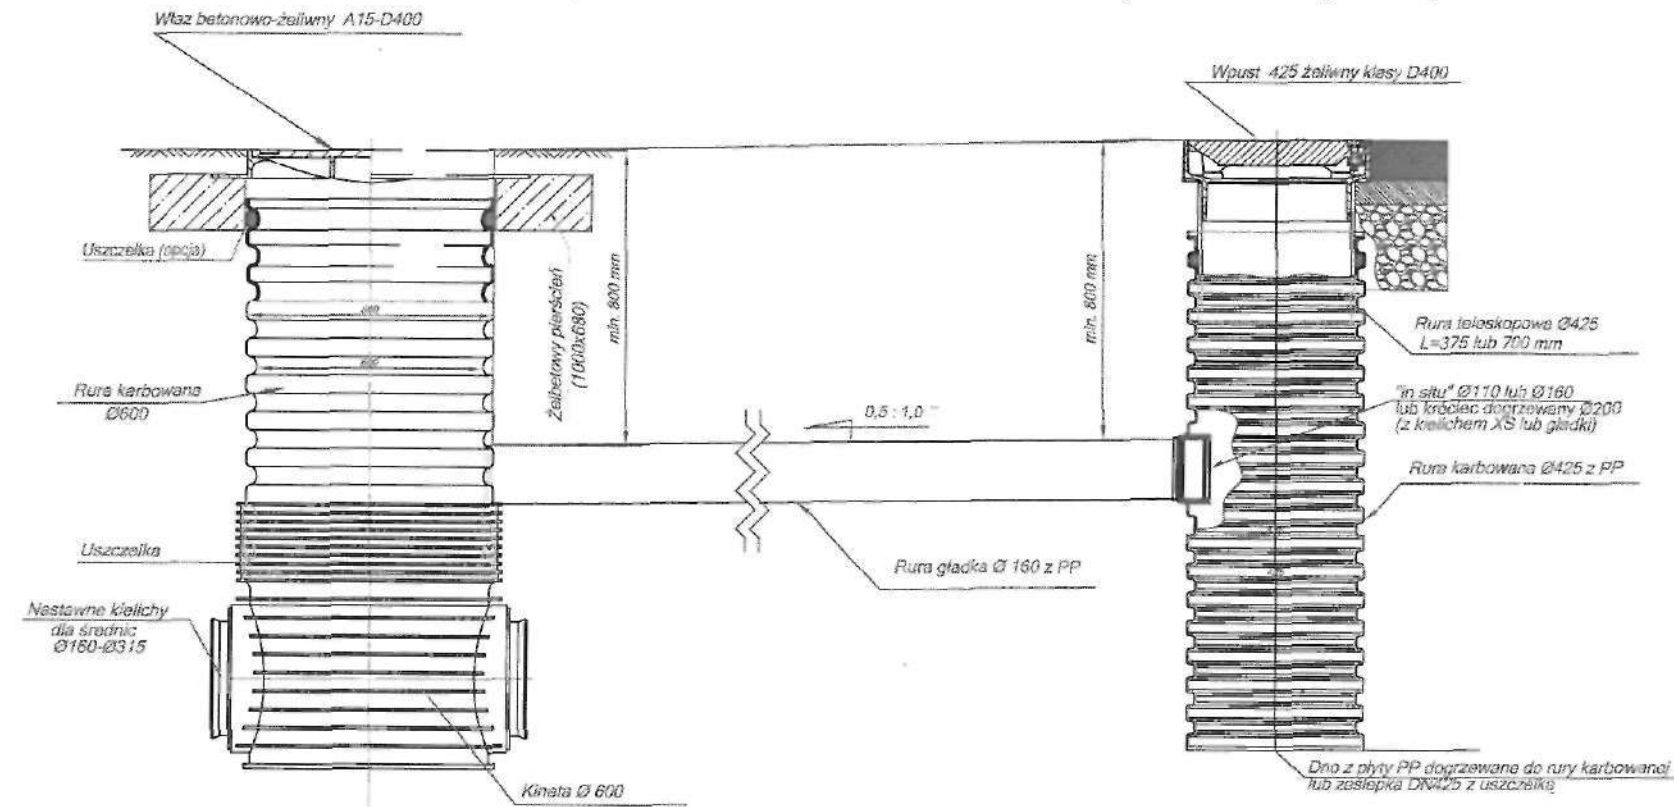 Właz betonowo-żeliwny A15-D400
Wpust 425 żeliwny klasy D400
Uszczelka (opcja)
Żelbetowy pierścień
(1000x680)
min. 800 mm
min. 800 mm
Rura teleskopowa Ø425
L=375 lub 700 mm
Rura karbowana
Ø600
0,5 : 1,0
"in situ" Ø110 lub Ø160
lub króciec dogrzewany Ø200
(z kielichem XS lub gładki)
Rura karbowana Ø425 z PP
Uszczelka
Rura gładka Ø 160 z PP
Nastawne kielichy
dla średnic
Ø160-Ø315
Kineta Ø 600
Dno z płyty PP dogrzewane do rury karbowanej
lub zaślepka DN425 z uszczelką